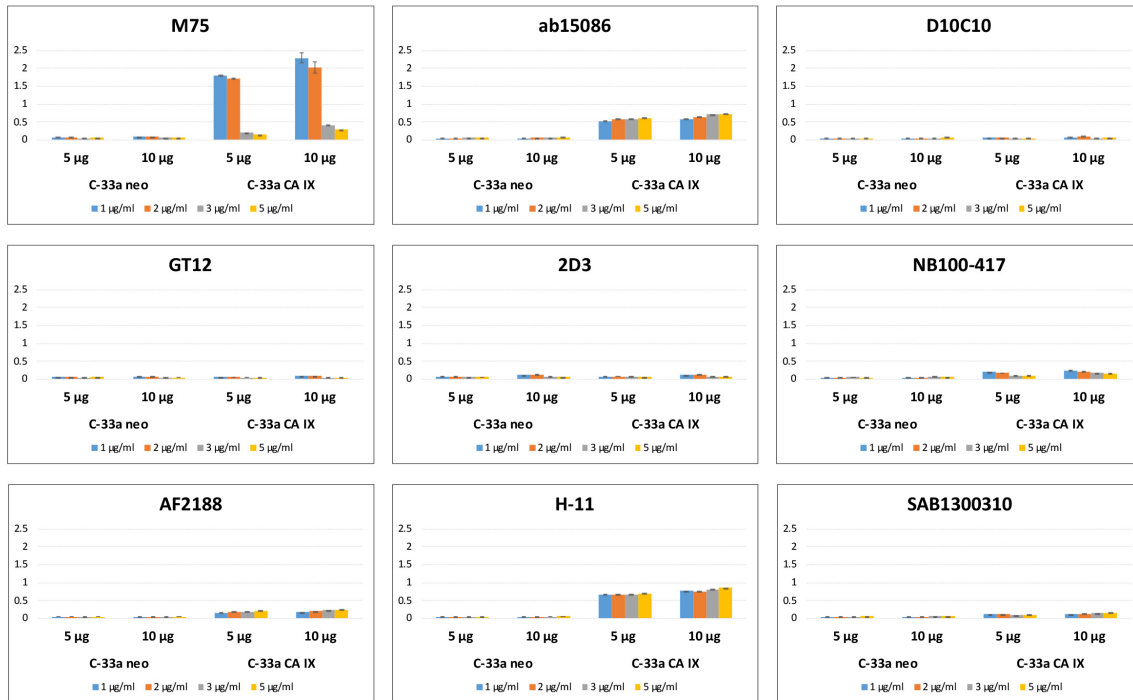 M75
2.5
2
1.5
1
0.5
0
5 µg 10 µg 5 µg 10 µg
C-33a neo C-33a CA IX
1 µg/ml 2 µg/ml 3 µg/ml 5 µg/ml
ab15086
2.5
2
1.5
1
0.5
0
5 µg 10 µg 5 µg 10 µg
C-33a neo C-33a CA IX
1 µg/ml 2 µg/ml 3 µg/ml 5 µg/ml
D10C10
2.5
2
1.5
1
0.5
0
5 µg 10 µg 5 µg 10 µg
C-33a neo C-33a CA IX
1 µg/ml 2 µg/ml 3 µg/ml 5 µg/ml
GT12
2.5
2
1.5
1
0.5
0
5 µg 10 µg 5 µg 10 µg
C-33a neo C-33a CA IX
1 µg/ml 2 µg/ml 3 µg/ml 5 µg/ml
2D3
2.5
2
1.5
1
0.5
0
5 µg 10 µg 5 µg 10 µg
C-33a neo C-33a CA IX
1 µg/ml 2 µg/ml 3 µg/ml 5 µg/ml
NB100-417
2.5
2
1.5
1
0.5
0
5 µg 10 µg 5 µg 10 µg
C-33a neo C-33a CA IX
1 µg/ml 2 µg/ml 3 µg/ml 5 µg/ml
AF2188
2.5
2
1.5
1
0.5
0
5 µg 10 µg 5 µg 10 µg
C-33a neo C-33a CA IX
1 µg/ml 2 µg/ml 3 µg/ml 5 µg/ml
H-11
2.5
2
1.5
1
0.5
0
5 µg 10 µg 5 µg 10 µg
C-33a neo C-33a CA IX
1 µg/ml 2 µg/ml 3 µg/ml 5 µg/ml
SAB1300310
2.5
2
1.5
1
0.5
0
5 µg 10 µg 5 µg 10 µg
C-33a neo C-33a CA IX
1 µg/ml 2 µg/ml 3 µg/ml 5 µg/ml